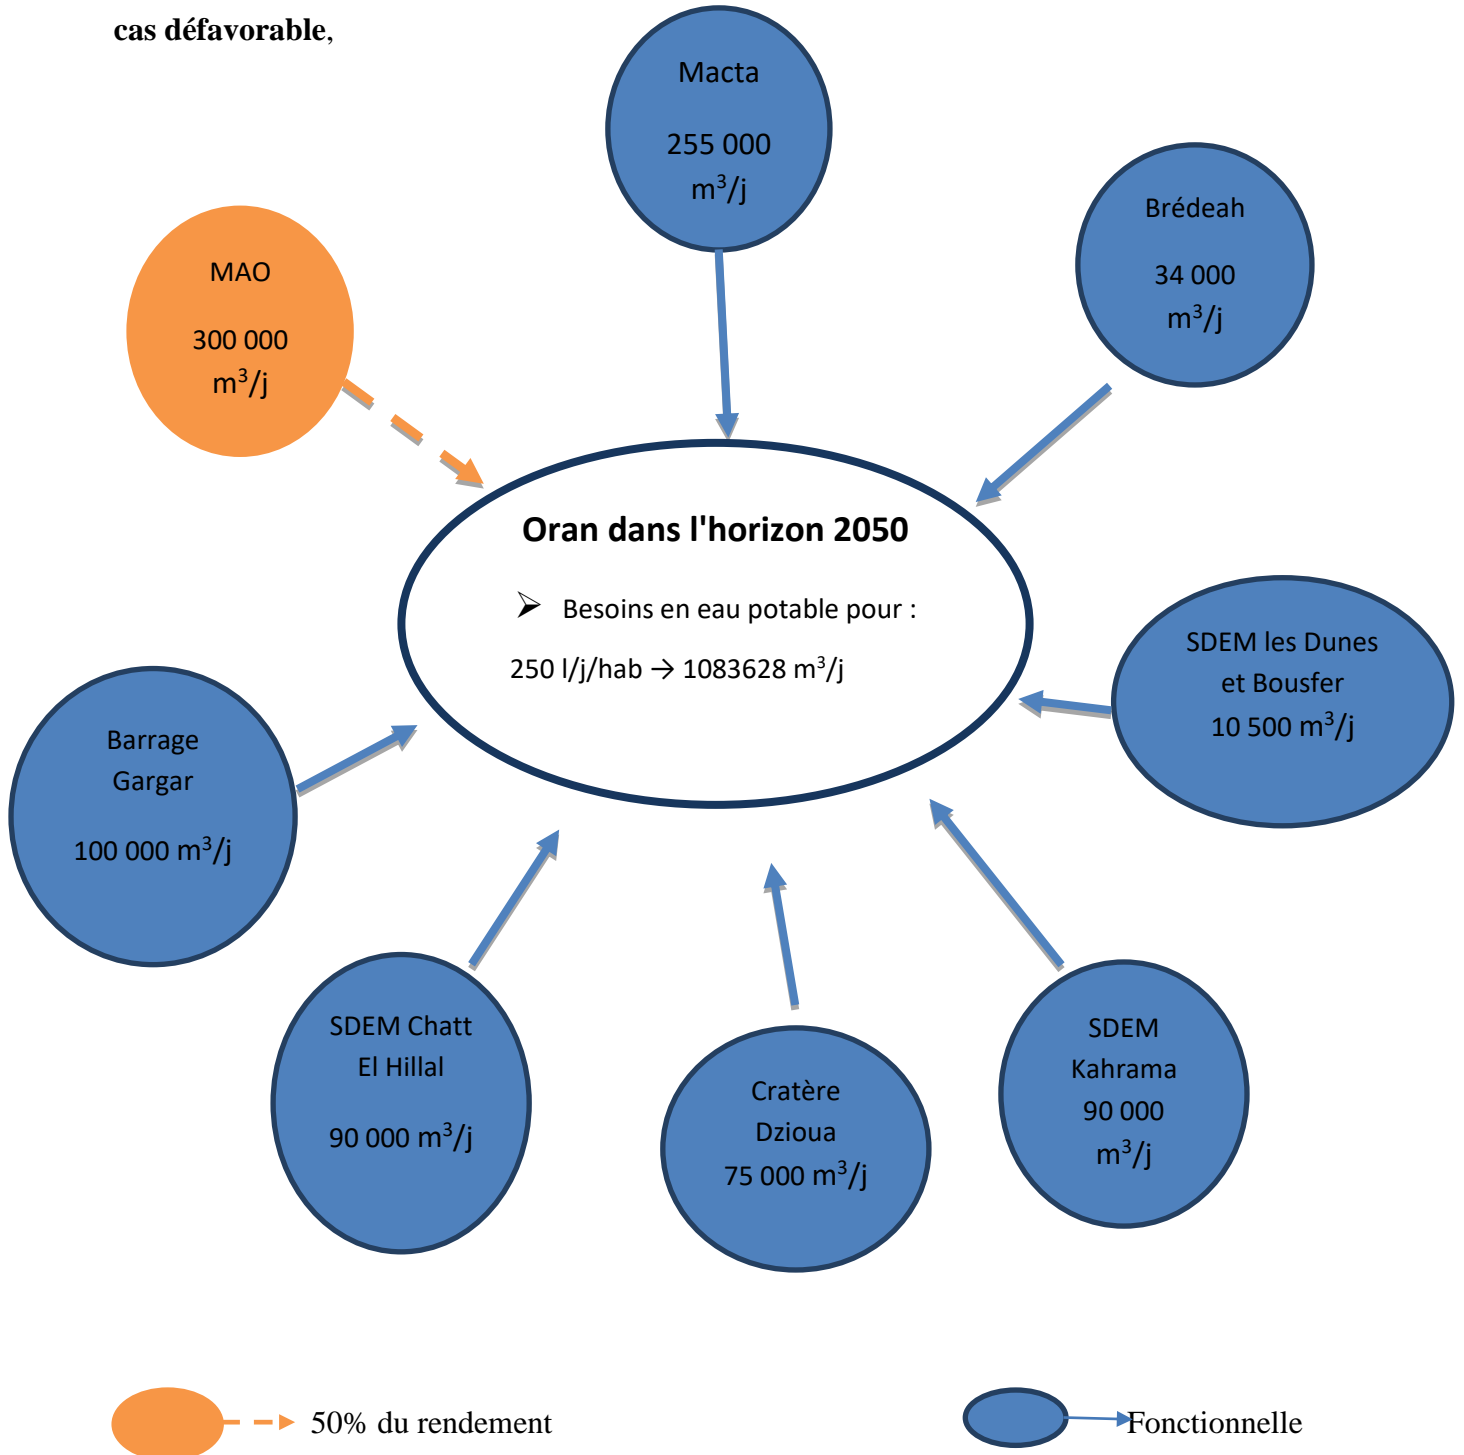 cas défavorable,
Macta
255 000
m³/j
Brédeah
34 000
m³/j
MAO
300 000
m³/j
Oran dans l'horizon 2050
➢ Besoins en eau potable pour :
250 l/j/hab → 1083628 m³/j
SDEM les Dunes
et Bousfer
10 500 m³/j
Barrage
Gargar
100 000 m³/j
SDEM Chatt
El Hillal
90 000 m³/j
Cratère
Dzioua
75 000 m³/j
SDEM
Kahrama
90 000
m³/j
50% du rendement
Fonctionnelle